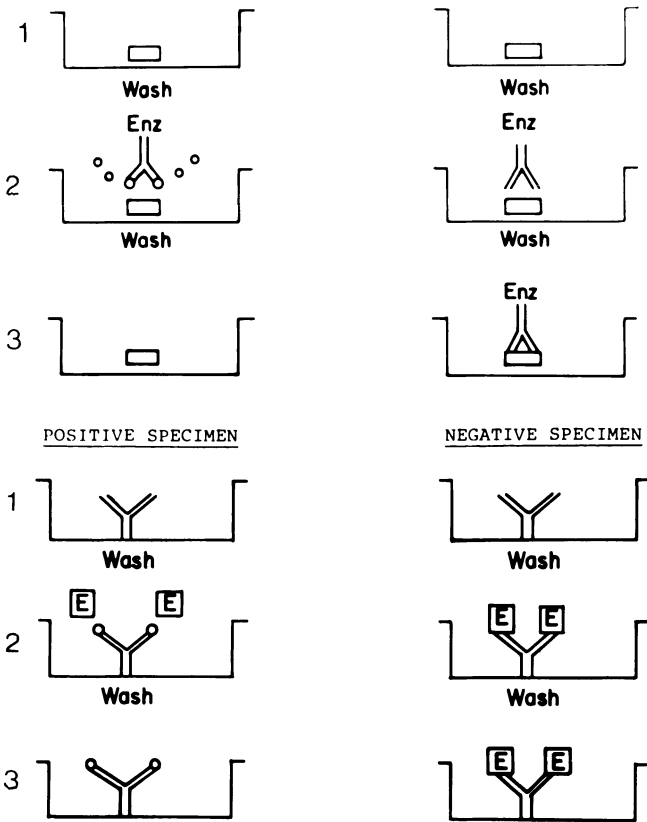 1
Wash Wash
Enz Enz
2
Wash Wash
3 Enz
POSITIVE SPECIMEN NEGATIVE SPECIMEN
1
Wash Wash
E E E E
2
Wash Wash
E E
3